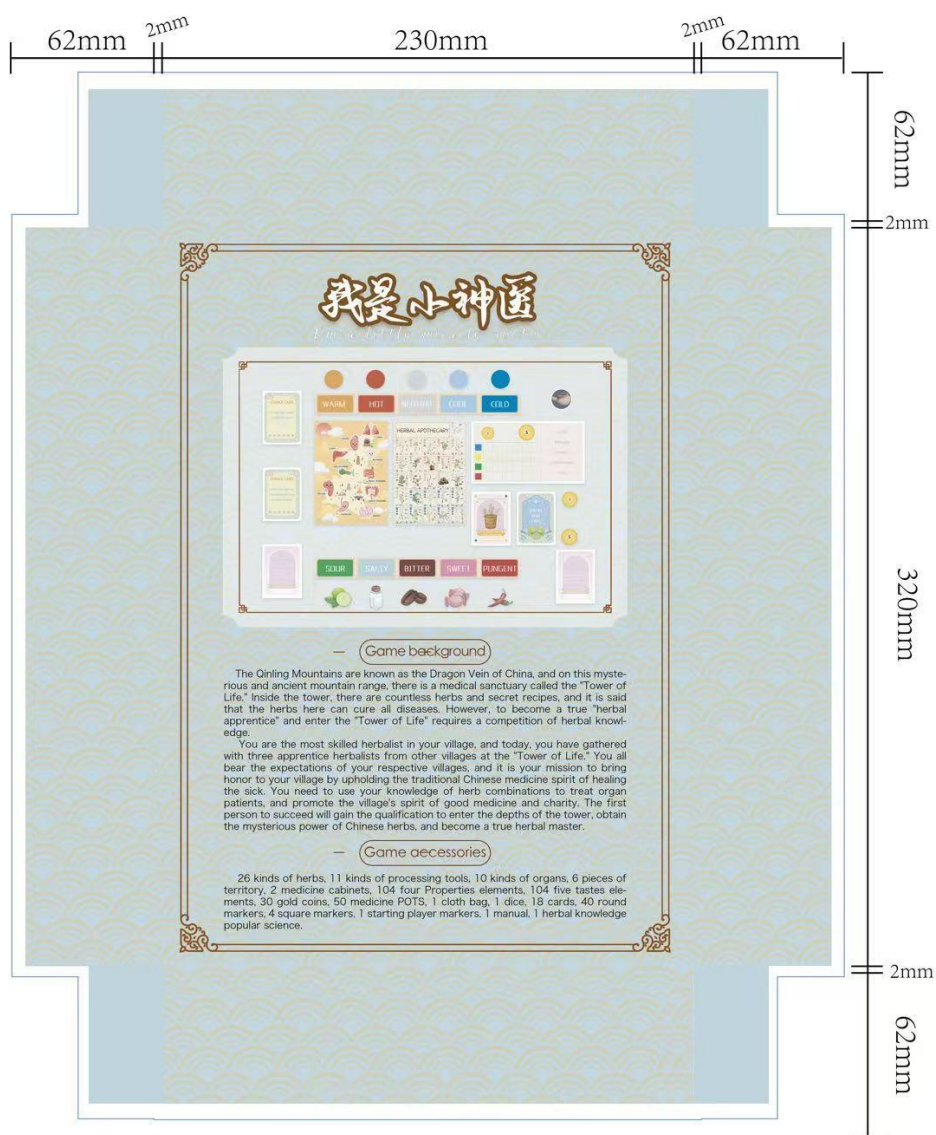 62mm 2mm 230mm 2mm 62mm
62mm
2mm
我是小神医
WARM HOT NEUTRAL COOL COLD
HERBAL APOTHECARY
SOUR SALTY BITTER SWEET PUNGENT
320mm
Game background
The Qinling Mountains are known as the Dragon Vein of China, and on this myste-
rious and ancient mountain range, there is a medical sanctuary called the "Tower of
Life." Inside the tower, there are countless herbs and secret recipes, and it is said
that the herbs here can cure all diseases. However, to become a true "herbal
apprentice" and enter the "Tower of Life" requires a competition of herbal knowl-
edge.
You are the most skilled herbalist in your village, and today, you have gathered
with three apprentice herbalists from other villages at the "Tower of Life." You all
bear the expectations of your respective villages, and it is your mission to bring
honor to your village by upholding the traditional Chinese medicine spirit of healing
the sick. You need to use your knowledge of herb combinations to treat organ
patients, and promote the village's spirit of good medicine and charity. The first
person to succeed will gain the qualification to enter the depths of the tower, obtain
the mysterious power of Chinese herbs, and become a true herbal master.
Game aecessories
26 kinds of herbs, 11 kinds of processing tools, 10 kinds of organs, 6 pieces of
territory, 2 medicine cabinets, 104 four Properties elements, 104 five tastes ele-
ments, 30 gold coins, 50 medicine POTS, 1 cloth bag, 1 dice, 18 cards, 40 round
markers, 4 square markers, 1 starting player markers, 1 manual, 1 herbal knowledge
popular science.
2mm
62mm